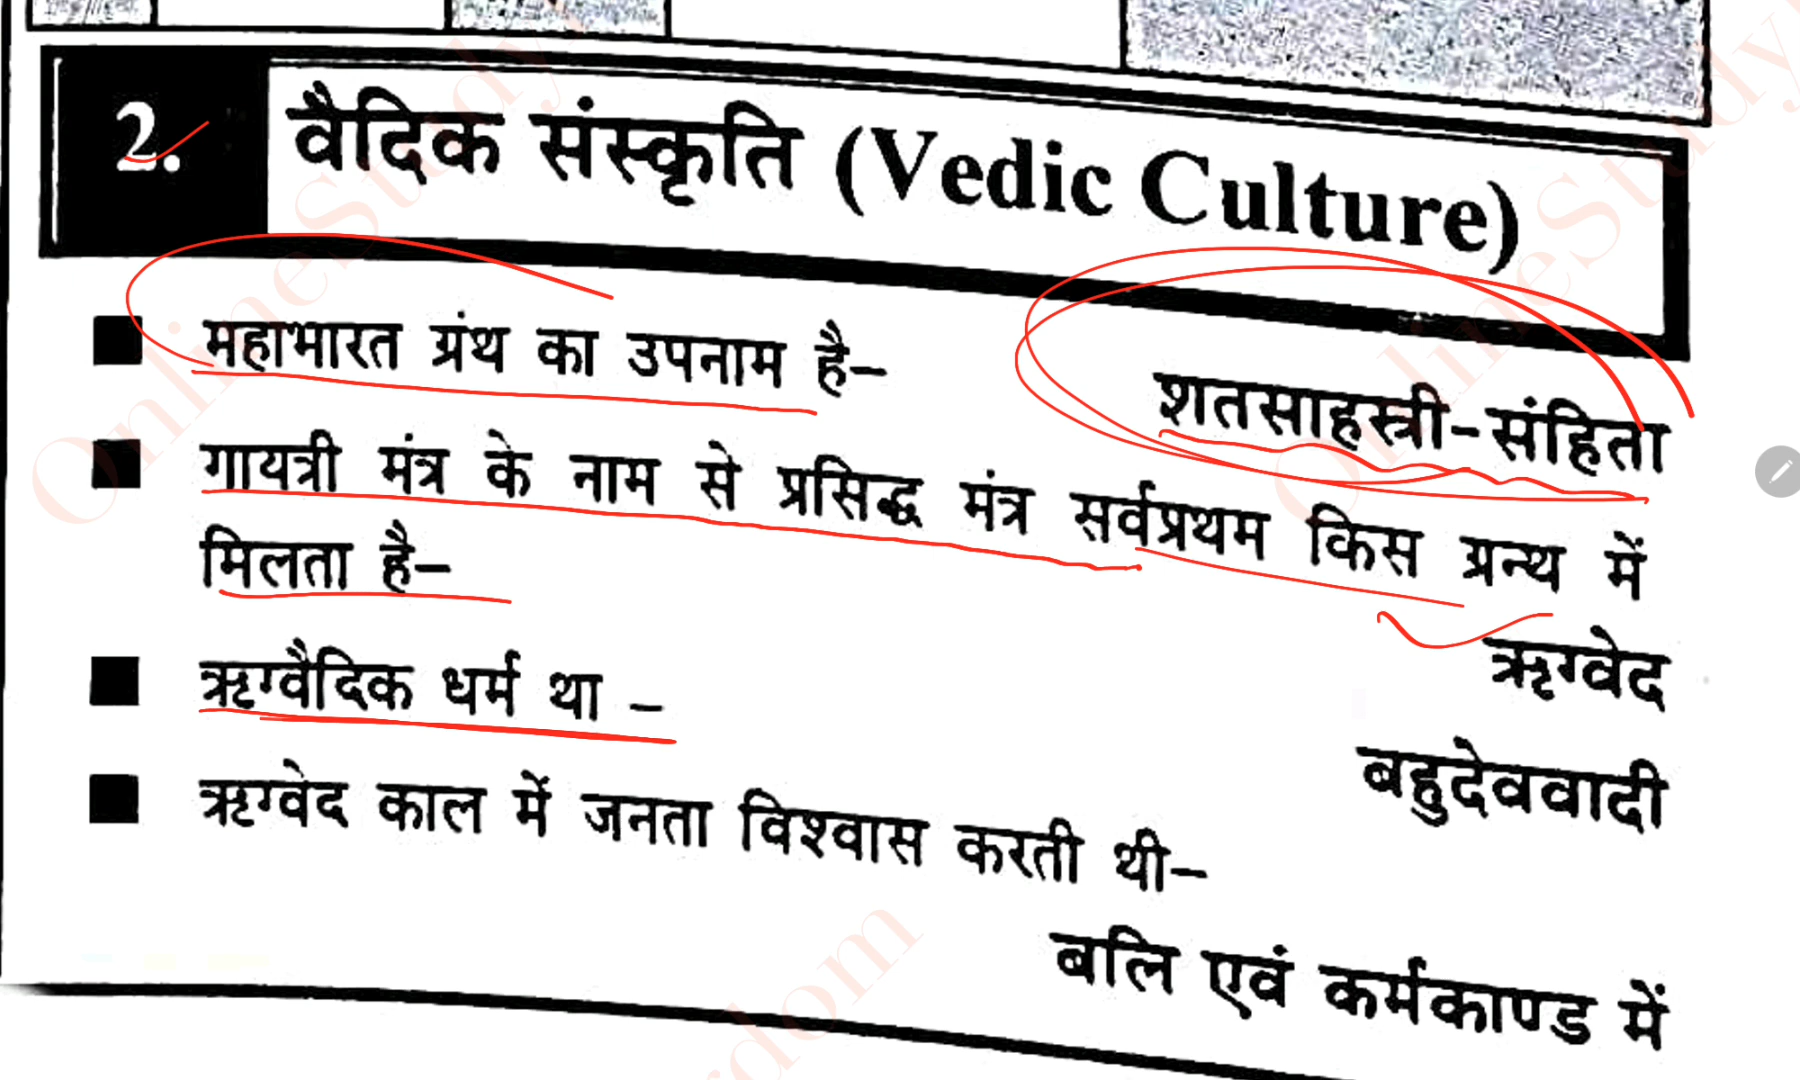 2. वैदिक संस्कृति (Vedic Culture)
■ महाभारत ग्रंथ का उपनाम है– शतसाहस्त्री-संहिता
■ गायत्री मंत्र के नाम से प्रसिद्ध मंत्र सर्वप्रथम किस ग्रन्थ में
मिलता है–
ऋग्वेद
■ ऋग्वैदिक धर्म था –
बहुदेववादी
■ ऋग्वेद काल में जनता विश्वास करती थी–
बलि एवं कर्मकाण्ड में